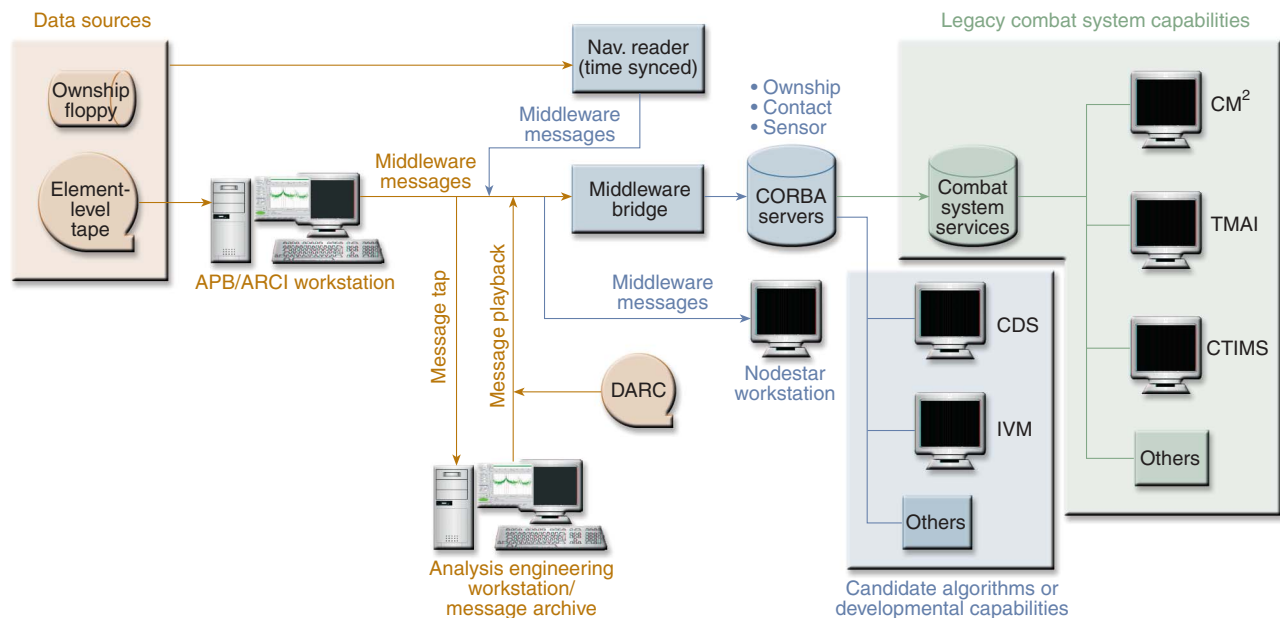 Data sources
Ownship
floppy
Element-
level
tape
APB/ARCI workstation
Nav. reader
(time synced)
Middleware
messages
Middleware
messages
Message tap
Message playback
DARC
Analysis engineering
workstation/
message archive
Middleware
bridge
Middleware
messages
Nodestar
workstation
• Ownship
• Contact
• Sensor
CORBA
servers
Legacy combat system capabilities
Combat
system
services
CM²
TMAI
CTIMS
Others
CDS
IVM
Others
Candidate algorithms or
developmental capabilities